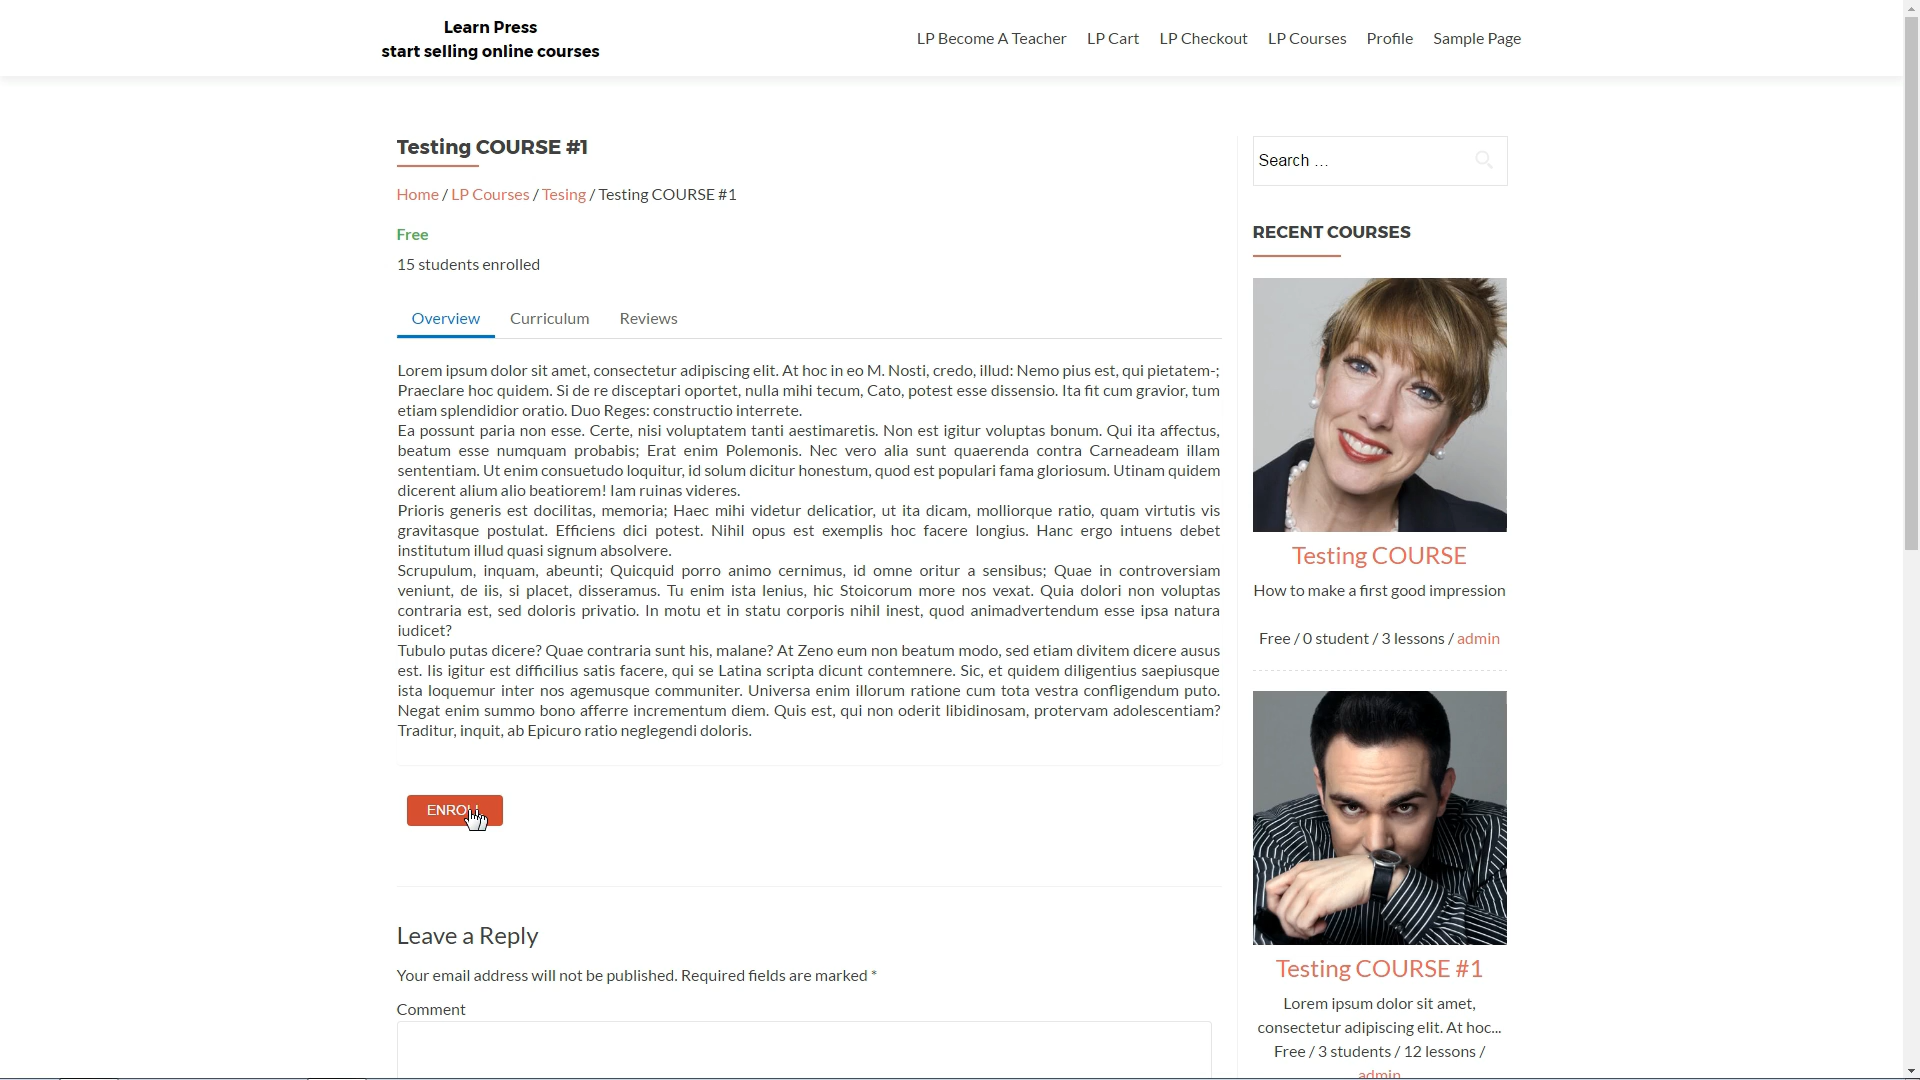 Learn Press
start selling online courses
LP Become A Teacher LP Cart LP Checkout LP Courses Profile Sample Page
Testing COURSE #1
Home / LP Courses / Tesing / Testing COURSE #1
Free
15 students enrolled
Overview Curriculum Reviews
Lorem ipsum dolor sit amet, consectetur adipiscing elit. At hoc in eo M. Nosti, credo, illud: Nemo pius est, qui pietatem-;
Praeclare hoc quidem. Si de re disceptari oportet, nulla mihi tecum, Cato, potest esse dissensio. Ita fit cum gravior, tum
etiam splendidior oratio. Duo Reges: constructio interrete.
Ea possunt paria non esse. Certe, nisi voluptatem tanti aestimaretis. Non est igitur voluptas bonum. Qui ita affectus,
beatum esse numquam probabis; Erat enim Polemonis. Nec vero alia sunt quaerenda contra Carneadeam illam
sententiam. Ut enim consuetudo loquitur, id solum dicitur honestum, quod est populari fama gloriosum. Utinam quidem
dicerent alium alio beatiorem! Iam ruinas videres.
Prioris generis est docilitas, memoria; Haec mihi videtur delicatior, ut ita dicam, molliorque ratio, quam virtutis vis
gravitasque postulat. Efficiens dici potest. Nihil opus est exemplis hoc facere longius. Hanc ergo intuens debet
institutum illud quasi signum absolvere.
Scrupulum, inquam, abeunti; Quicquid porro animo cernimus, id omne oritur a sensibus; Quae in controversiam
veniunt, de iis, si placet, disseramus. Tu enim ista lenius, hic Stoicorum more nos vexat. Quia dolori non voluptas
contraria est, sed doloris privatio. In motu et in statu corporis nihil inest, quod animadvertendum esse ipsa natura
iudicet?
Tubulo putas dicere? Quae contraria sunt his, malane? At Zeno eum non beatum modo, sed etiam divitem dicere ausus
est. Iis igitur est difficilius satis facere, qui se Latina scripta dicunt contemnere. Sic, et quidem diligentius saepiusque
ista loquemur inter nos agemusque communiter. Universa enim illorum ratione cum tota vestra confligendum puto.
Negat enim summo bono afferre incrementum diem. Quis est, qui non oderit libidinosam, protervam adolescentiam?
Traditur, inquit, ab Epicuro ratio neglegendi doloris.
ENROLL
Leave a Reply
Your email address will not be published. Required fields are marked *
Comment
Search …
RECENT COURSES
Testing COURSE
How to make a first good impression
Free / 0 student / 3 lessons / admin
Testing COURSE #1
Lorem ipsum dolor sit amet,
consectetur adipiscing elit. At hoc...
Free / 3 students / 12 lessons /
admin